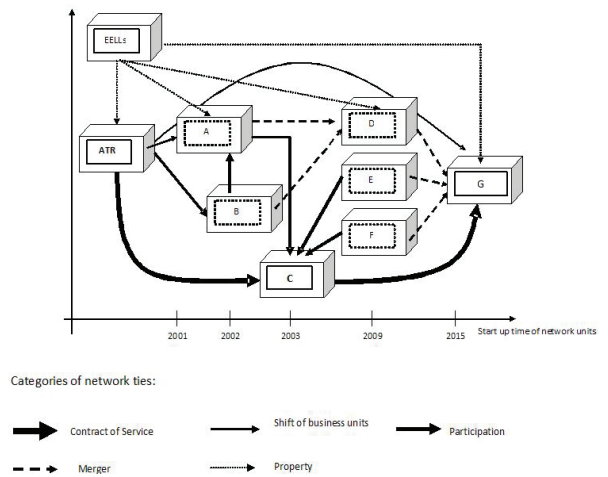 EELLs
ATR
A
B
C
D
E
F
G
2001
2002
2003
2009
2015
Start up time of network units
Categories of network ties:
Contract of Service
Shift of business units
Participation
Merger
Property